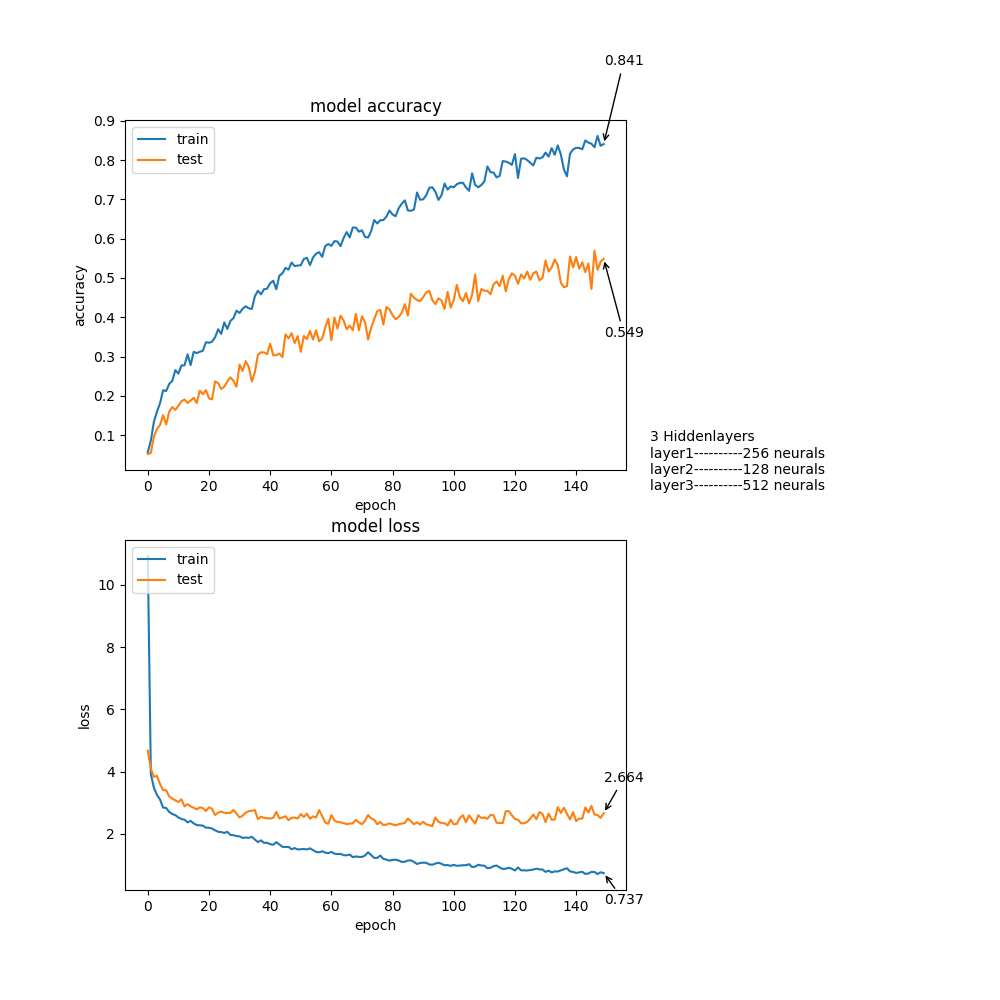 0.841
model accuracy
train
test
0.9
0.8
0.7
0.6
0.5
0.4
0.3
0.2
0.1
accuracy
0.549
0 20 40 60 80 100 120 140
epoch
3 Hiddenlayers
layer1----------256 neurals
layer2----------128 neurals
layer3----------512 neurals
model loss
train
test
10
8
6
4
2
loss
2.664
0.737
0 20 40 60 80 100 120 140
epoch